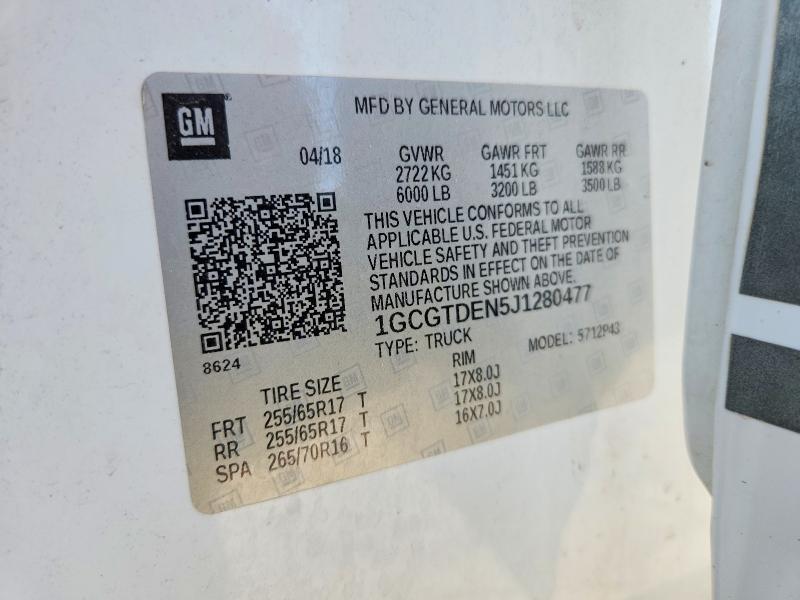 GM
MFD BY GENERAL MOTORS LLC
04/18 GVWR GAWR FRT GAWR RR
2722 KG 1451 KG 1588 KG
6000 LB 3200 LB 3500 LB
THIS VEHICLE CONFORMS TO ALL
APPLICABLE U.S. FEDERAL MOTOR
VEHICLE SAFETY AND THEFT PREVENTION
STANDARDS IN EFFECT ON THE DATE OF
MANUFACTURE SHOWN ABOVE.
1GCGTDEN5J1280477
TYPE: TRUCK MODEL: 5712P43
8624
TIRE SIZE RIM
FRT 255/65R17 T 17X8.0J
RR 255/65R17 T 17X8.0J
SPA 265/70R16 T 16X7.0J